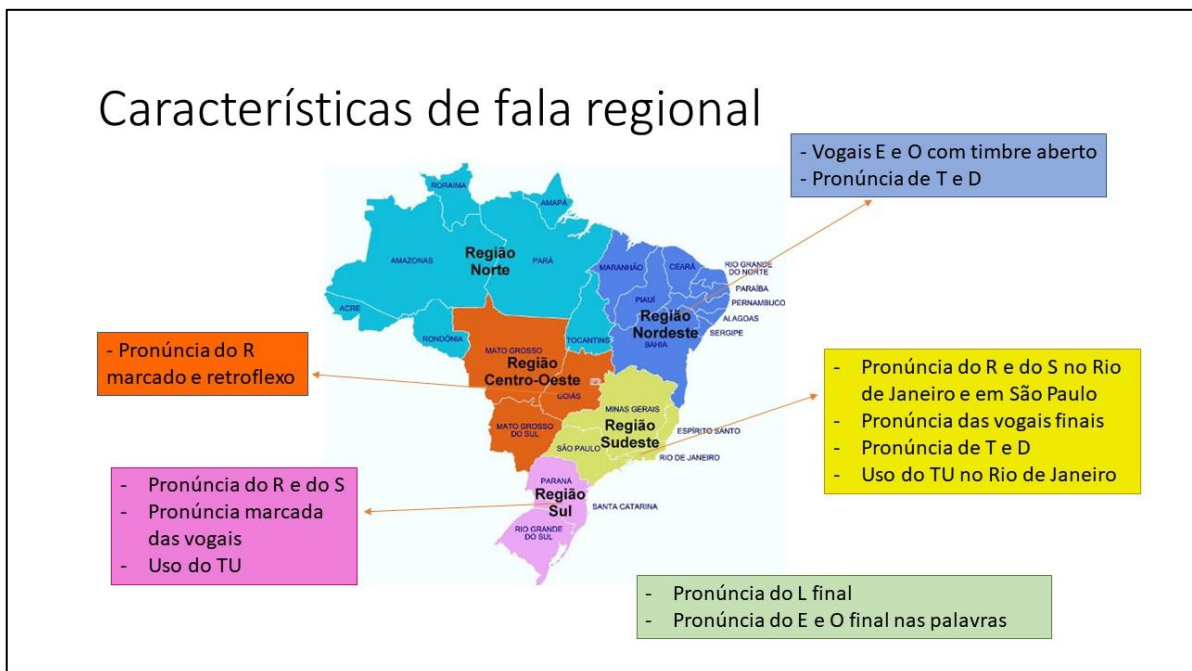 Características de fala regional
- Vogais E e O com timbre aberto
- Pronúncia de T e D
RORAIMA
AMAPÁ
AMAZONAS
Região
Norte
PARÁ
MARANHÃO
CEARÁ
RIO GRANDE
DO NORTE
PARAÍBA
PIAUÍ
PERNAMBUCO
ACRE
Região
Nordeste
ALAGOAS
SERGIPE
RONDÔNIA
TOCANTINS
BAHIA
MATO GROSSO
Região
Centro-Oeste
GOIÁS
- Pronúncia do R
marcado e retroflexo
MINAS GERAIS
Região
Sudeste
ESPÍRITO SANTO
MATO GROSSO
DO SUL
SÃO PAULO
RIO DE JANEIRO
- Pronúncia do R e do S no Rio
de Janeiro e em São Paulo
- Pronúncia das vogais finais
- Pronúncia de T e D
- Uso do TU no Rio de Janeiro
PARANÁ
Região
Sul
SANTA CATARINA
RIO GRANDE
DO SUL
- Pronúncia do R e do S
- Pronúncia marcada
das vogais
- Uso do TU
- Pronúncia do L final
- Pronúncia do E e O final nas palavras